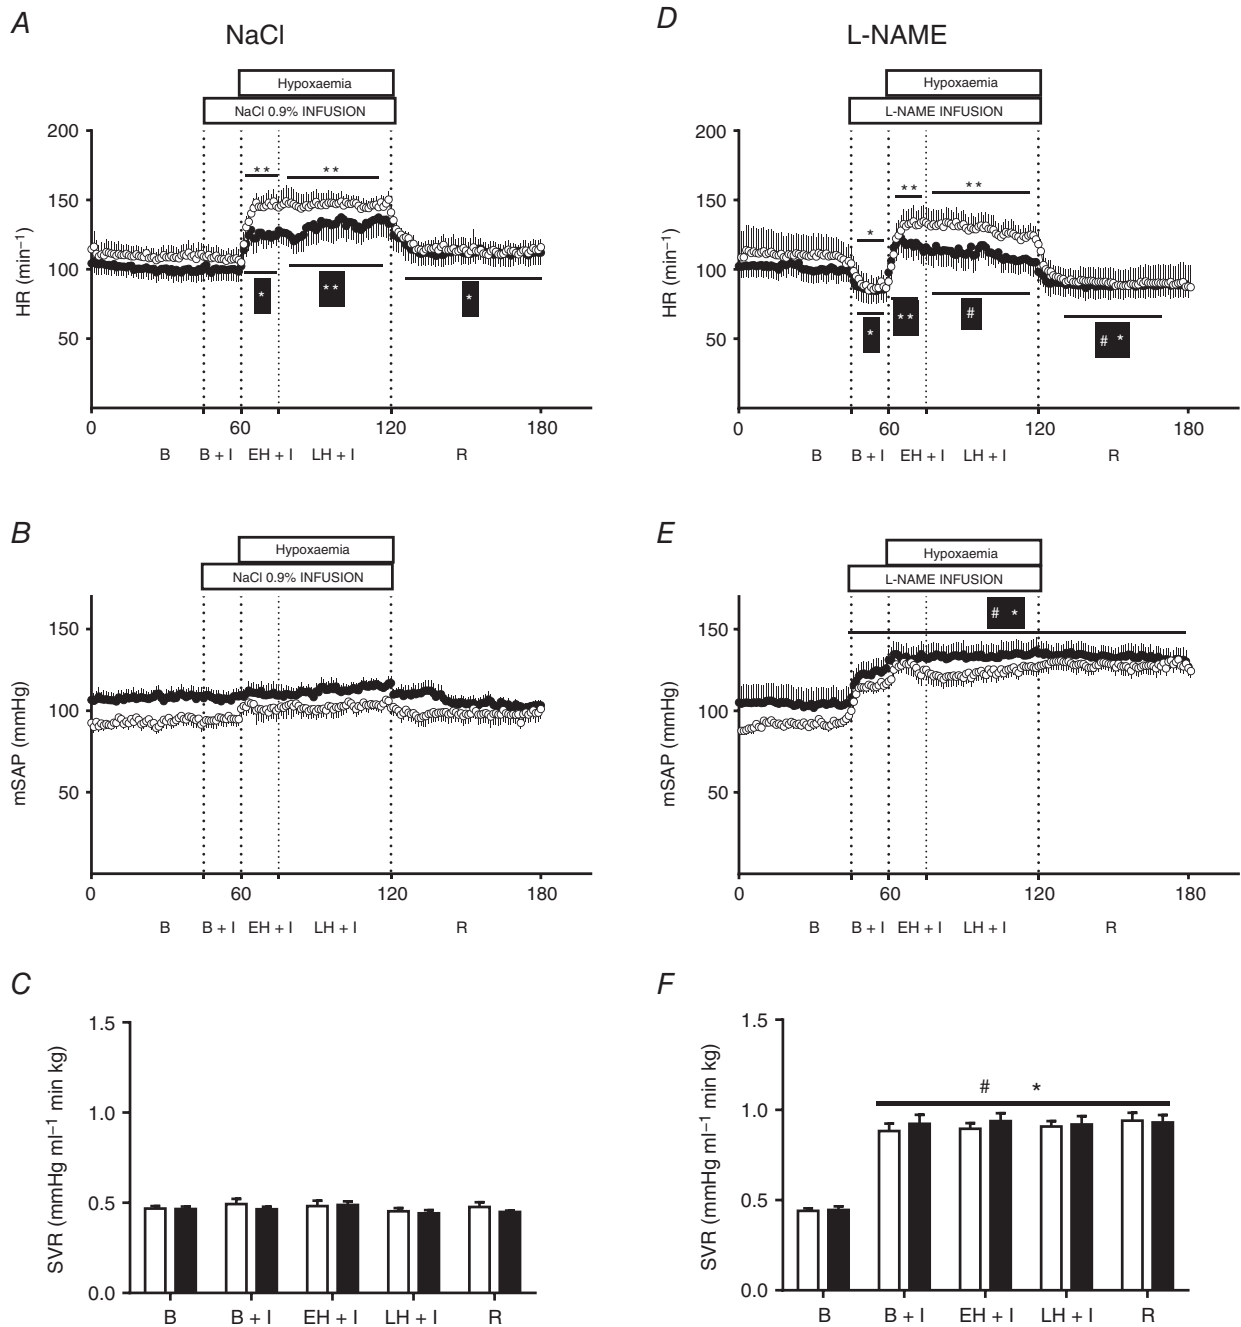 A
NaCl
Hypoxaemia
NaCl 0.9% INFUSION
200
150
100
50
HR (min⁻¹)
**
**
*
**
*
0
60
120
180
B
B + I
EH + I
LH + I
R
D
L-NAME
Hypoxaemia
L-NAME INFUSION
200
150
100
50
HR (min⁻¹)
*
**
**
*
**
#
# *
0
60
120
180
B
B + I
EH + I
LH + I
R
B
Hypoxaemia
NaCl 0.9% INFUSION
150
100
50
mSAP (mmHg)
0
60
120
180
B
B + I
EH + I
LH + I
R
E
Hypoxaemia
L-NAME INFUSION
# *
150
100
50
mSAP (mmHg)
0
60
120
180
B
B + I
EH + I
LH + I
R
C
1.5
1.0
0.5
0.0
SVR (mmHg ml⁻¹ min kg)
B
B + I
EH + I
LH + I
R
F
1.5
1.0
0.5
0.0
SVR (mmHg ml⁻¹ min kg)
# *
B
B + I
EH + I
LH + I
R